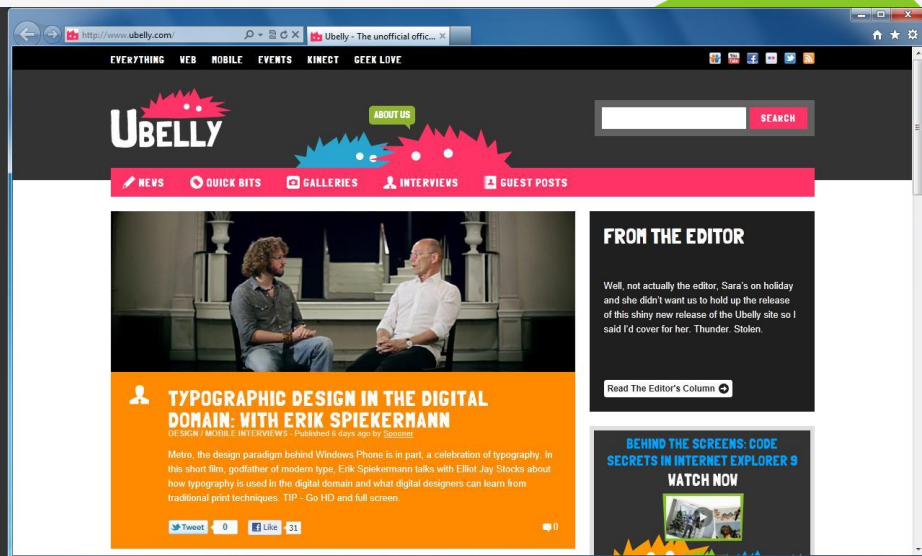 http://www.ubelly.com/
Ubelly - The unofficial offic...
EVERYTHING WEB MOBILE EVENTS KINECT GEEK LOVE
UBELLY
ABOUT US
SEARCH
NEWS QUICK BITS GALLERIES INTERVIEWS GUEST POSTS
TYPOGRAPHIC DESIGN IN THE DIGITAL
DOMAIN: WITH ERIK SPIEKERMANN
DESIGN / MOBILE INTERVIEWS - Published 6 days ago by Spooner
Metro, the design paradigm behind Windows Phone is in part, a celebration of typography. In
this short film, godfather of modern type, Erik Spiekermann talks with Elliot Jay Stocks about
how typography is used in the digital domain and what digital designers can learn from
traditional print techniques. TIP - Go HD and full screen.
Tweet 0 Like 31 0
FROM THE EDITOR
Well, not actually the editor, Sara's on holiday
and she didn't want us to hold up the release
of this shiny new release of the Ubelly site so I
said I'd cover for her. Thunder. Stolen.
Read The Editor's Column
BEHIND THE SCREENS: CODE
SECRETS IN INTERNET EXPLORER 9
WATCH NOW